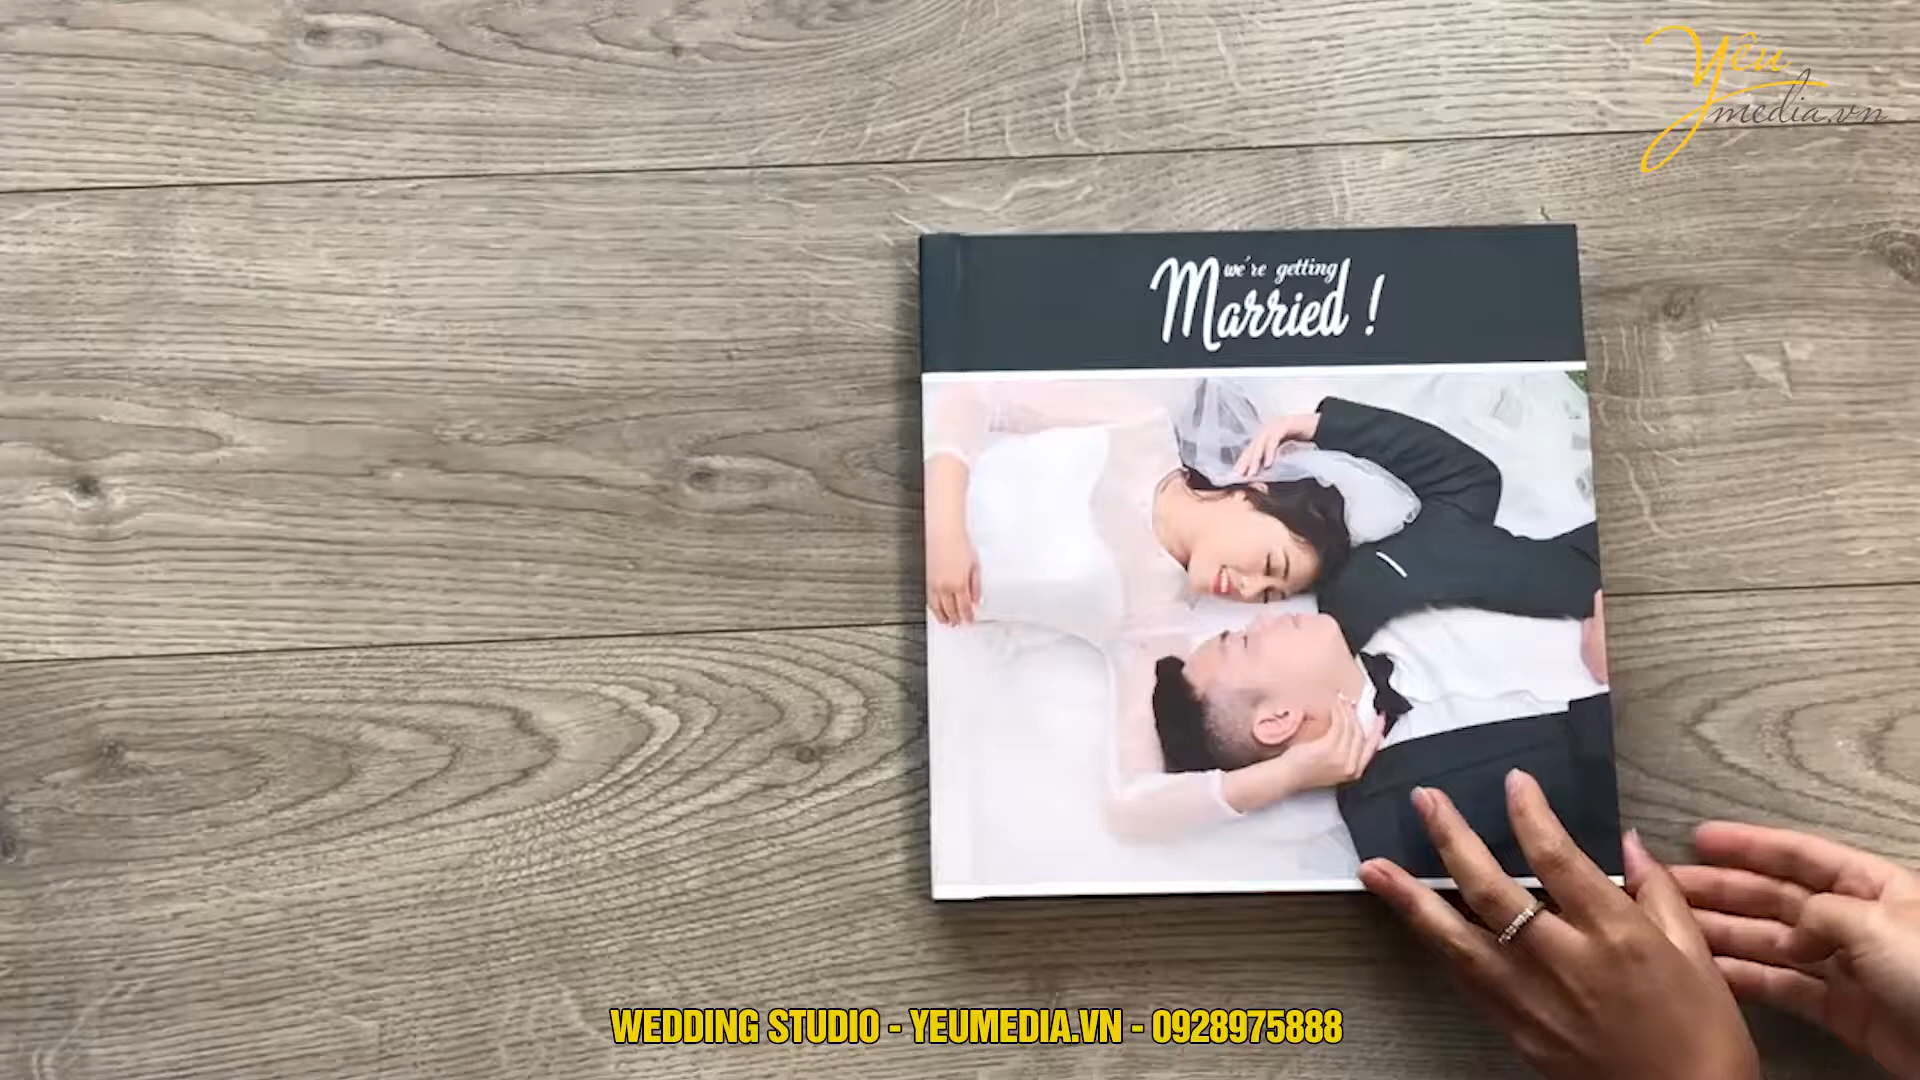 Yêu
media.vn
we're getting
Married !
WEDDING STUDIO - YEUMEDIA.VN - 0928975888